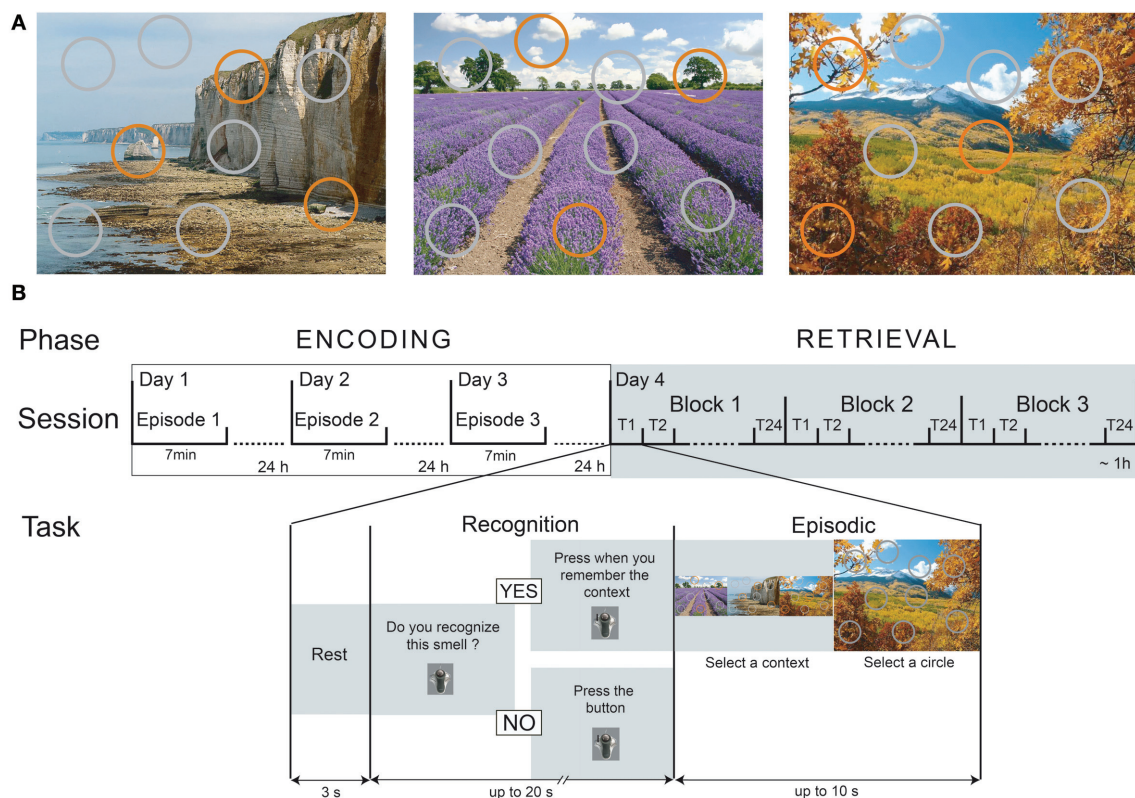 A
B
Phase
ENCODING
RETRIEVAL
Session
Day 1
Day 2
Day 3
Day 4
Episode 1
Episode 2
Episode 3
Block 1
Block 2
Block 3
T1
T2
T24
T1
T2
T24
T1
T2
T24
7min
24 h
7min
24 h
7min
24 h
~ 1h
Task
Recognition
Episodic
Rest
Do you recognize
this smell ?
YES
Press when you
remember the
context
NO
Press the
button
Select a context
Select a circle
3 s
up to 20 s
up to 10 s